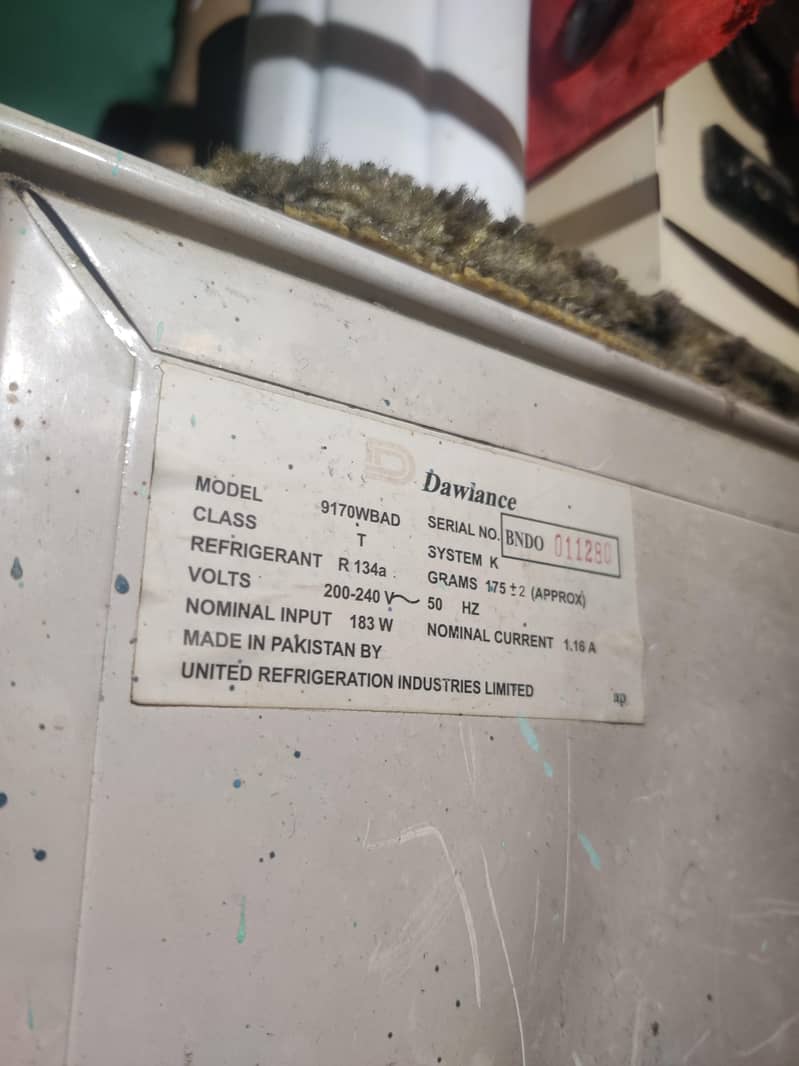 Dawlance
MODEL 9170WBAD SERIAL NO. BNDO 011280
CLASS T SYSTEM K
REFRIGERANT R 134a GRAMS 175 ±2 (APPROX)
VOLTS 200-240 V~ 50 HZ
NOMINAL INPUT 183 W NOMINAL CURRENT 1.16 A
MADE IN PAKISTAN BY
UNITED REFRIGERATION INDUSTRIES LIMITED
ap